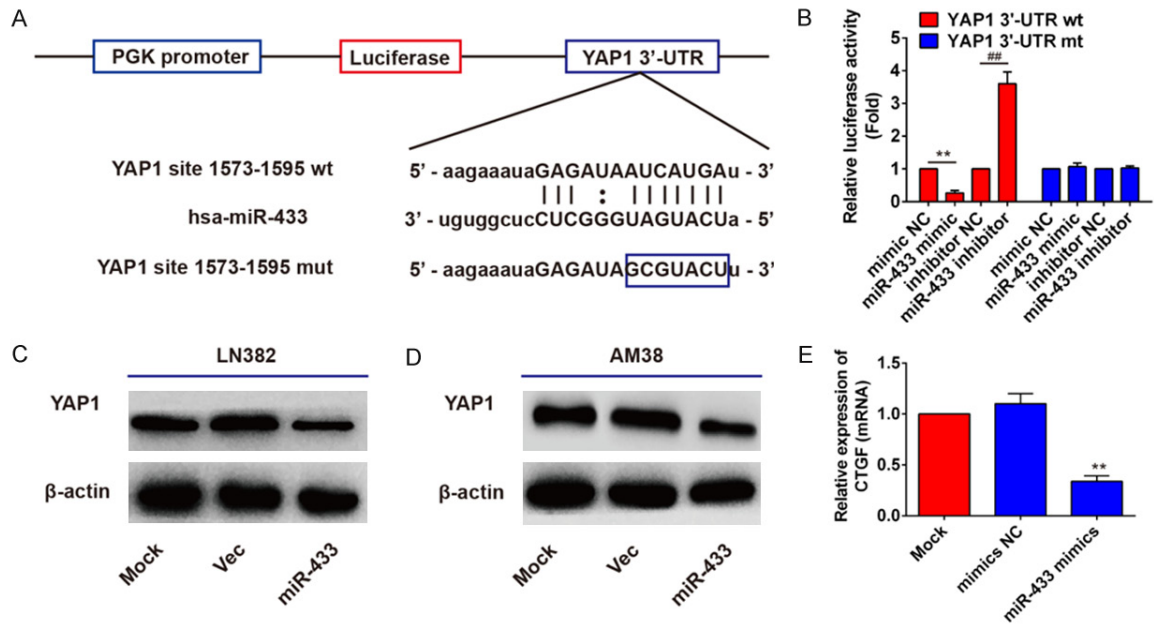 A
PGK promoter
Luciferase
YAP1 3'-UTR
YAP1 site 1573-1595 wt
5' - aagaaauaGAGAUAAUCAUGAu - 3'
hsa-miR-433
3' - uguggcucCUCGGGUAGUACUa - 5'
YAP1 site 1573-1595 mut
5' - aagaaauaGAGAUAGCGUACUu - 3'
B
YAP1 3'-UTR wt
YAP1 3'-UTR mt
Relative luciferase activity
(Fold)
5
4
3
2
1
0
**
##
mimic NC
miR-433 mimic
inhibitor NC
miR-433 inhibitor
mimic NC
miR-433 mimic
inhibitor NC
miR-433 inhibitor
C
LN382
YAP1
β-actin
Mock
Vec
miR-433
D
AM38
YAP1
β-actin
Mock
Vec
miR-433
E
Relative expression of
CTGF (mRNA)
1.5
1.0
0.5
0.0
**
Mock
mimics NC
miR-433 mimics